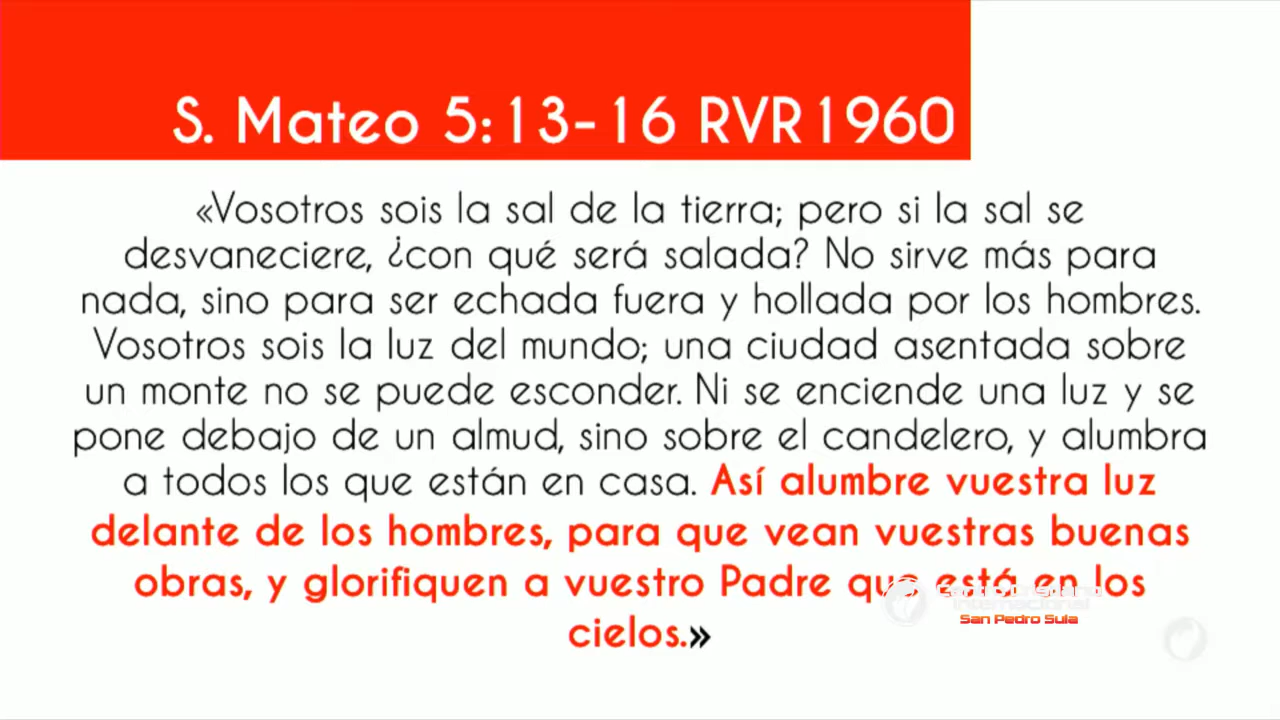 S. Mateo 5:13-16 RVR1960
«Vosotros sois la sal de la tierra; pero si la sal se
desvaneciere, ¿con qué será salada? No sirve más para
nada, sino para ser echada fuera y hollada por los hombres.
Vosotros sois la luz del mundo; una ciudad asentada sobre
un monte no se puede esconder. Ni se enciende una luz y se
pone debajo de un almud, sino sobre el candelero, y alumbra
a todos los que están en casa. Así alumbre vuestra luz
delante de los hombres, para que vean vuestras buenas
obras, y glorifiquen a vuestro Padre que está en los
cielos.»
Centro Cristiano
Internacional
San Pedro Sula